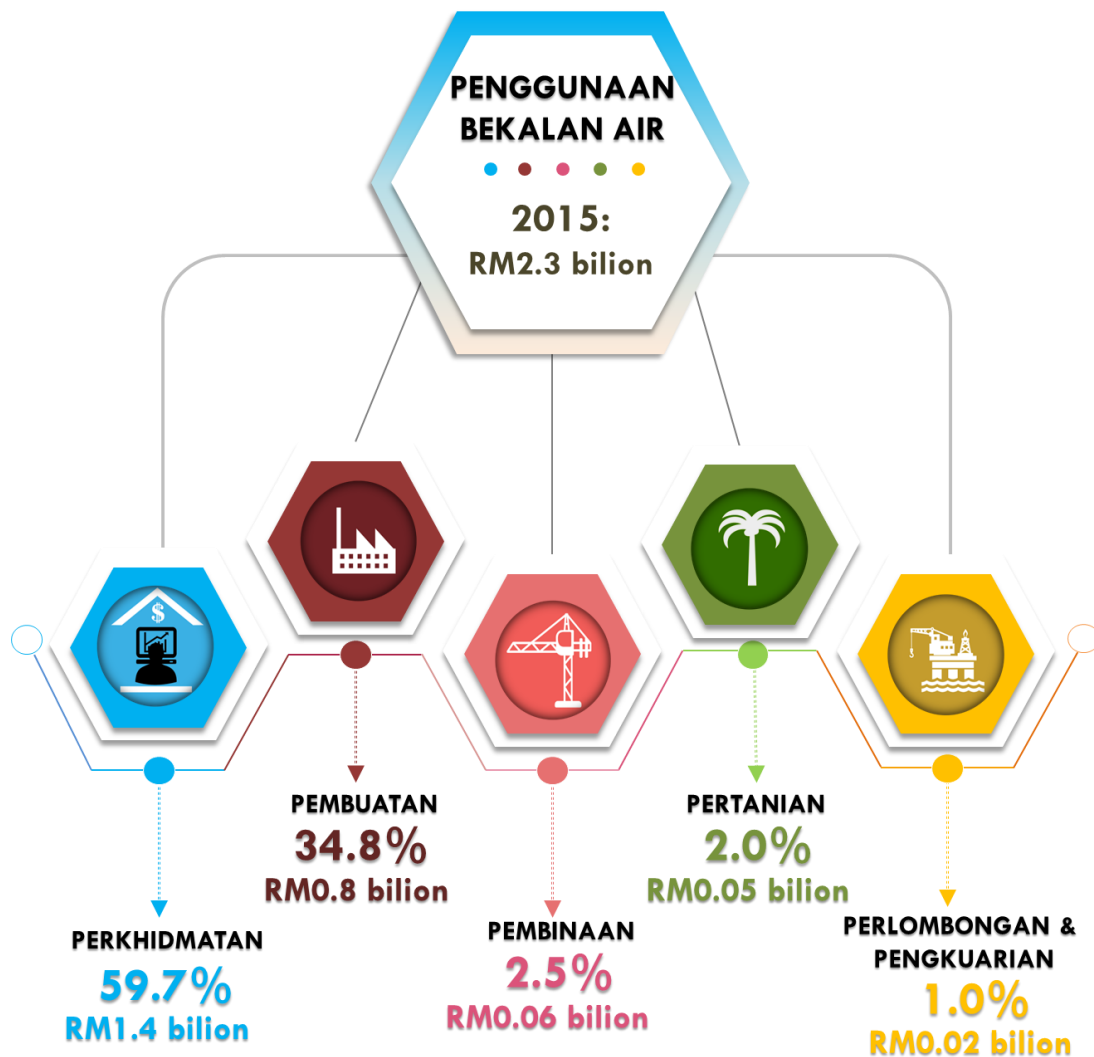 PENGGUNAAN
BEKALAN AIR
2015:
RM2.3 bilion
$
PERKHIDMATAN
59.7%
RM1.4 bilion
PEMBUATAN
34.8%
RM0.8 bilion
PEMBINAAN
2.5%
RM0.06 bilion
PERTANIAN
2.0%
RM0.05 bilion
PERLOMBONGAN &
PENGKUARIAN
1.0%
RM0.02 bilion